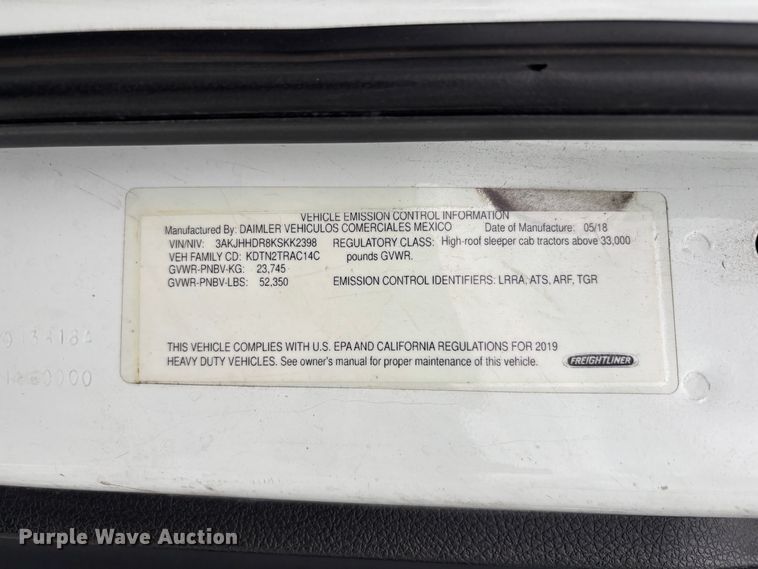 VEHICLE EMISSION CONTROL INFORMATION
Manufactured By: DAIMLER VEHICULOS COMERCIALES MEXICO Date of Manufacture: 05/18
VIN/NIV: 3AKJHHDR8KSKK2398 REGULATORY CLASS: High-roof sleeper cab tractors above 33,000
VEH FAMILY CD: KDTN2TRAC14C pounds GVWR.
GVWR-PNBV-KG: 23,745
GVWR-PNBV-LBS: 52,350 EMISSION CONTROL IDENTIFIERS: LRRA, ATS, ARF, TGR
THIS VEHICLE COMPLIES WITH U.S. EPA AND CALIFORNIA REGULATIONS FOR 2019
HEAVY DUTY VEHICLES. See owner's manual for proper maintenance of this vehicle. FREIGHTLINER
Purple Wave Auction